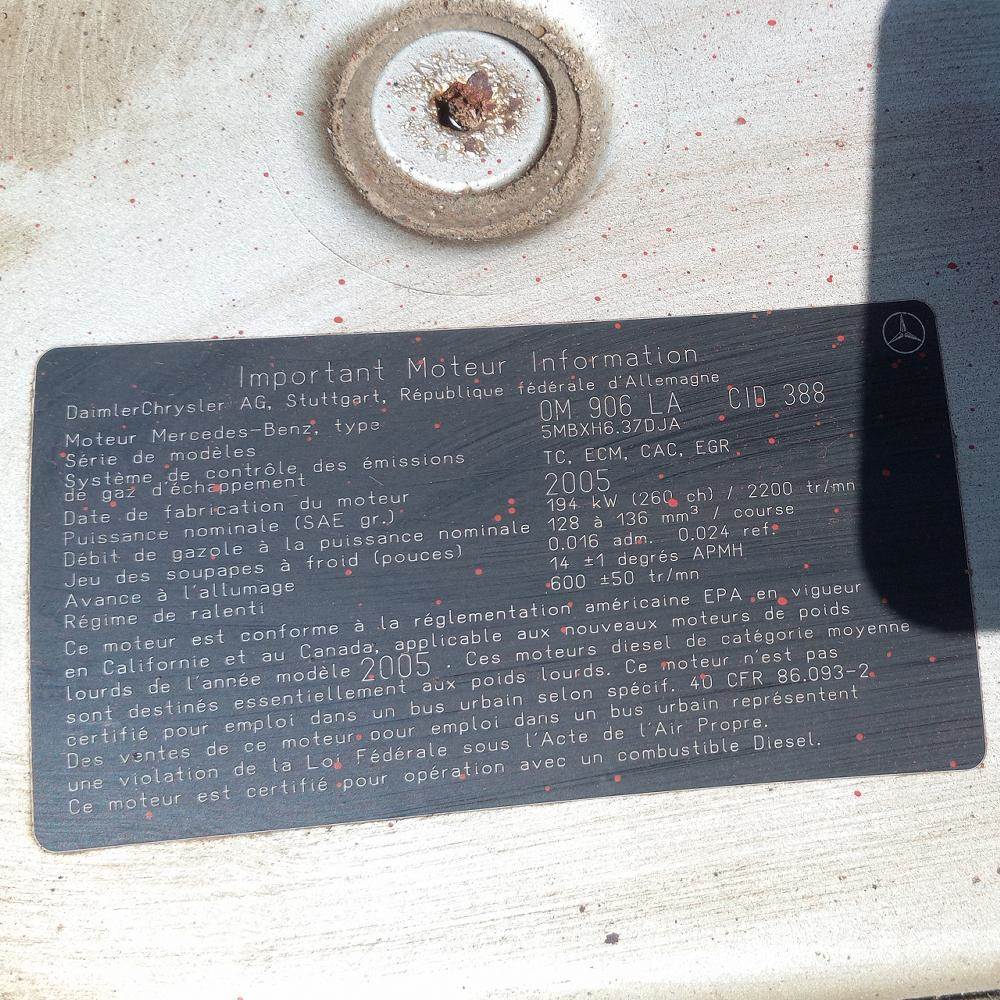 Important Moteur Information
DaimlerChrysler AG, Stuttgart, République fédérale d'Allemagne
Moteur Mercedes-Benz, type OM 906 LA CID 388
Série de modèles 5MBXH6.37DJA
Système de contrôle des émissions
de gaz d'échappement TC, ECM, CAC, EGR
Date de fabrication du moteur 2005
Puissance nominale (SAE gr.) 194 kW (260 ch) / 2200 tr/mn
Débit de gazole à la puissance nominale 128 à 136 mm³ / course
Jeu des soupapes à froid (pouces) 0.016 adm. 0.024 ref.
Avance à l'allumage 14 ±1 degrés APMH
Régime de ralenti 600 ±50 tr/mn
Ce moteur est conforme à la réglementation américaine EPA en vigueur
en Californie et au Canada, applicable aux nouveaux moteurs de poids
lourds de l'année modèle 2005. Ces moteurs diesel de catégorie moyenne
sont destinés essentiellement aux poids lourds. Ce moteur n'est pas
certifié pour emploi dans un bus urbain selon spécif. 40 CFR 86.093-2.
Des ventes de ce moteur pour emploi dans un bus urbain représentent
une violation de la Loi Fédérale sous l'Acte de l'Air Propre.
Ce moteur est certifié pour opération avec un combustible Diesel.